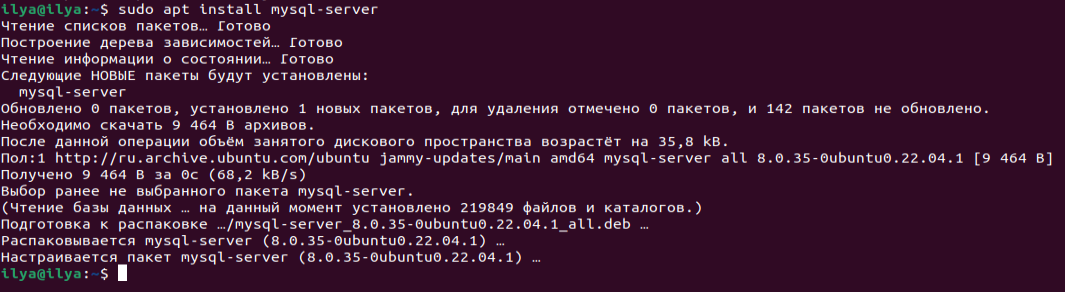 ilya@ilya:~$ sudo apt install mysql-server
Чтение списков пакетов… Готово
Построение дерева зависимостей… Готово
Чтение информации о состоянии… Готово
Следующие НОВЫЕ пакеты будут установлены:
  mysql-server
Обновлено 0 пакетов, установлено 1 новых пакетов, для удаления отмечено 0 пакетов, и 142 пакетов не обновлено.
Необходимо скачать 9 464 B архивов.
После данной операции объём занятого дискового пространства возрастёт на 35,8 kB.
Пол:1 http://ru.archive.ubuntu.com/ubuntu jammy-updates/main amd64 mysql-server all 8.0.35-0ubuntu0.22.04.1 [9 464 B]
Получено 9 464 B за 0с (68,2 kB/s)
Выбор ранее не выбранного пакета mysql-server.
(Чтение базы данных … на данный момент установлено 219849 файлов и каталогов.)
Подготовка к распаковке …/mysql-server_8.0.35-0ubuntu0.22.04.1_all.deb …
Распаковывается mysql-server (8.0.35-0ubuntu0.22.04.1) …
Настраивается пакет mysql-server (8.0.35-0ubuntu0.22.04.1) …
ilya@ilya:~$